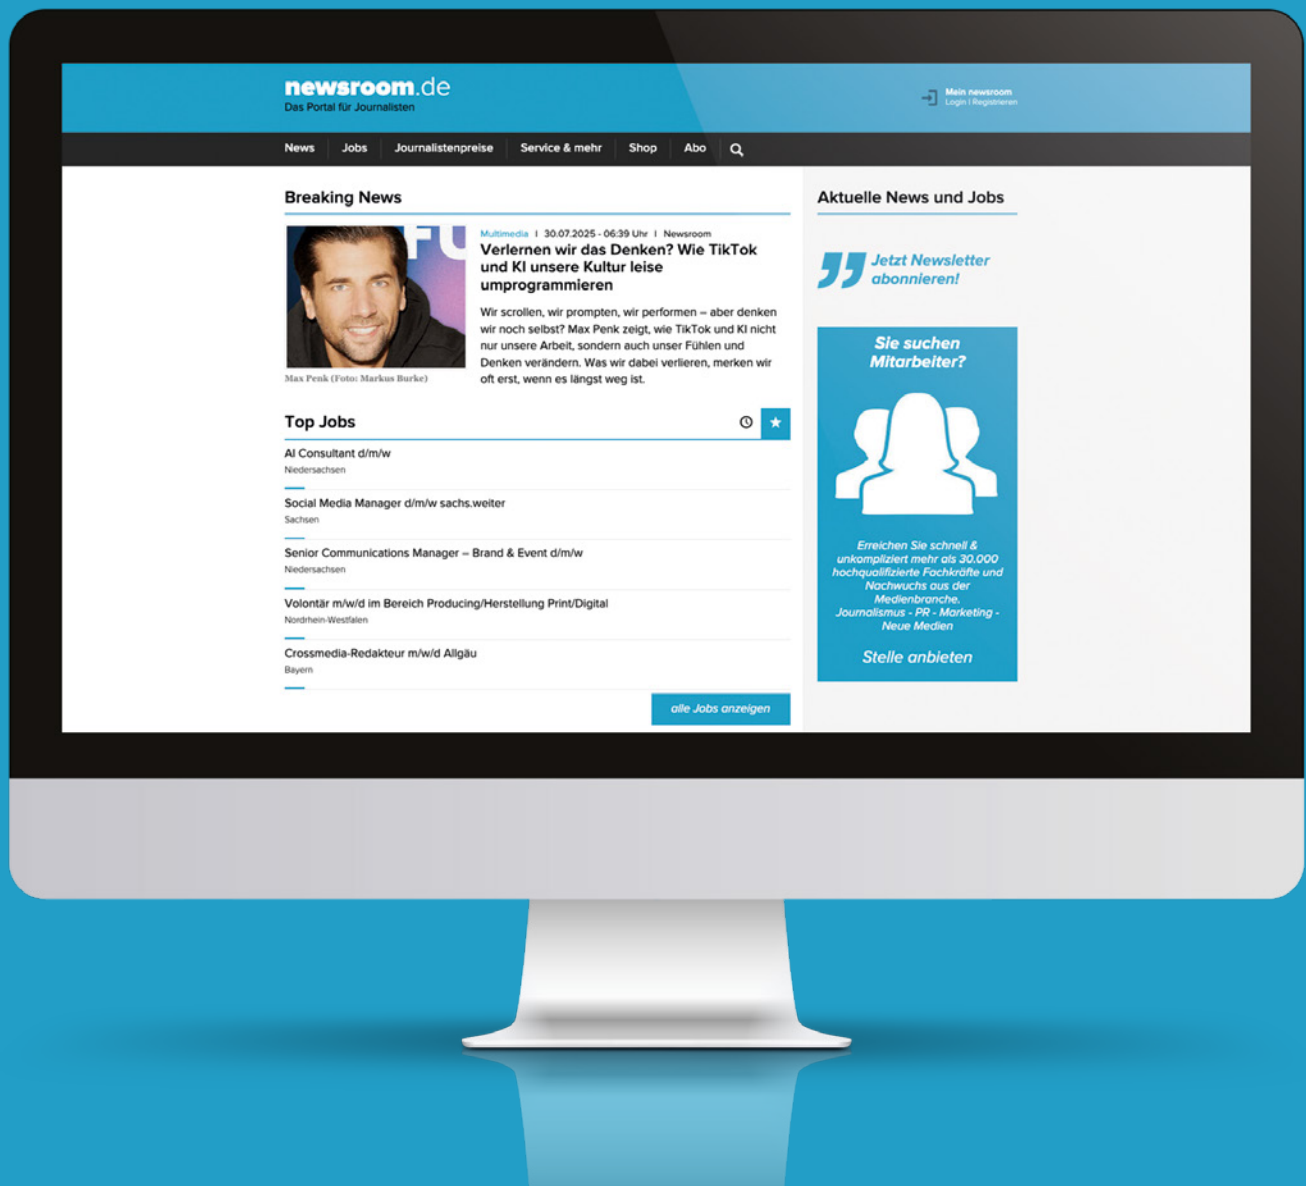 newsroom.de
Das Portal für Journalisten
Mein newsroom
Login | Registrieren
News
Jobs
Journalistenpreise
Service & mehr
Shop
Abo
Breaking News
FU
Multimedia | 30.07.2025 - 06:39 Uhr | Newsroom
Verlernen wir das Denken? Wie TikTok
und KI unsere Kultur leise
umprogrammieren
Wir scrollen, wir prompten, wir performen – aber denken
wir noch selbst? Max Penk zeigt, wie TikTok und KI nicht
nur unsere Arbeit, sondern auch unser Fühlen und
Denken verändern. Was wir dabei verlieren, merken wir
oft erst, wenn es längst weg ist.
Max Penk (Foto: Markus Burke)
Top Jobs
AI Consultant d/m/w
Niedersachsen
Social Media Manager d/m/w sachs.weiter
Sachsen
Senior Communications Manager – Brand & Event d/m/w
Niedersachsen
Volontär m/w/d im Bereich Producing/Herstellung Print/Digital
Nordrhein-Westfalen
Crossmedia-Redakteur m/w/d Allgäu
Bayern
alle Jobs anzeigen
Aktuelle News und Jobs
Jetzt Newsletter
abonnieren!
Sie suchen
Mitarbeiter?
Erreichen Sie schnell &
unkompliziert mehr als 30.000
hochqualifizierte Fachkräfte und
Nachwuchs aus der
Medienbranche.
Journalismus - PR - Marketing -
Neue Medien
Stelle anbieten